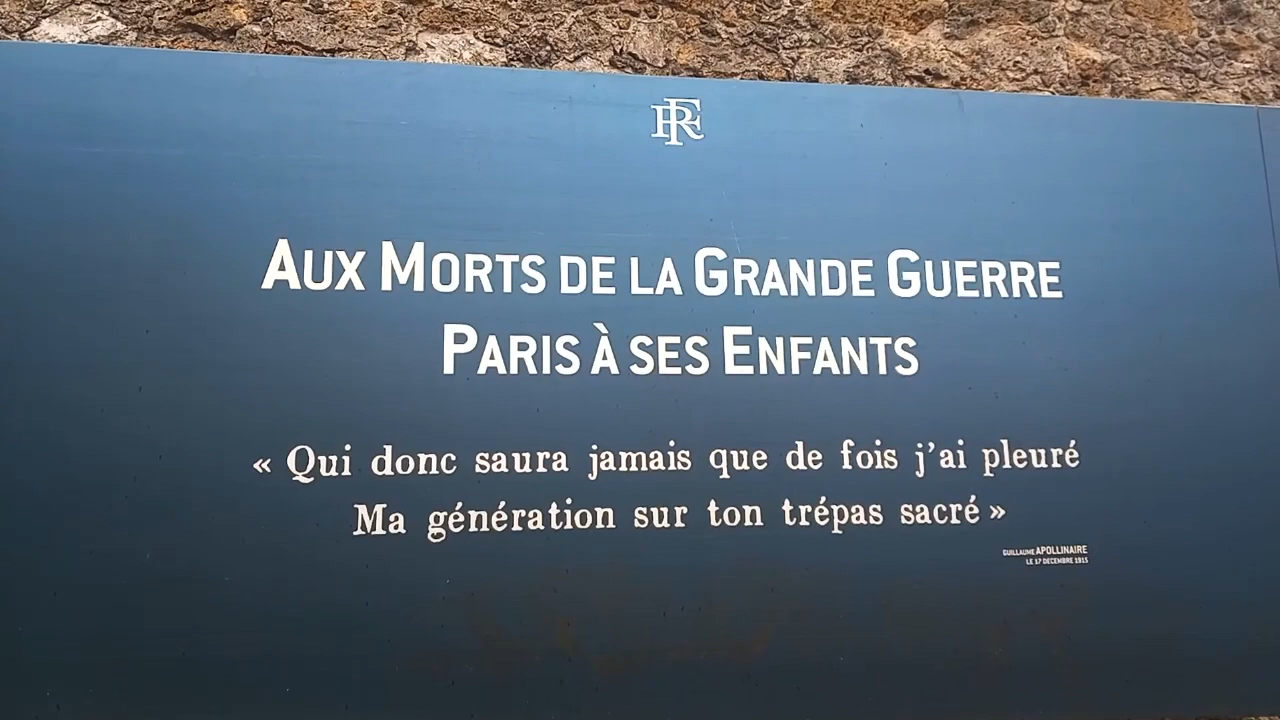 RF
Aux Morts de la Grande Guerre
Paris à ses Enfants
« Qui donc saura jamais que de fois j'ai pleuré
Ma génération sur ton trépas sacré »
GUILLAUME APOLLINAIRE
LE 17 DECEMBRE 1915